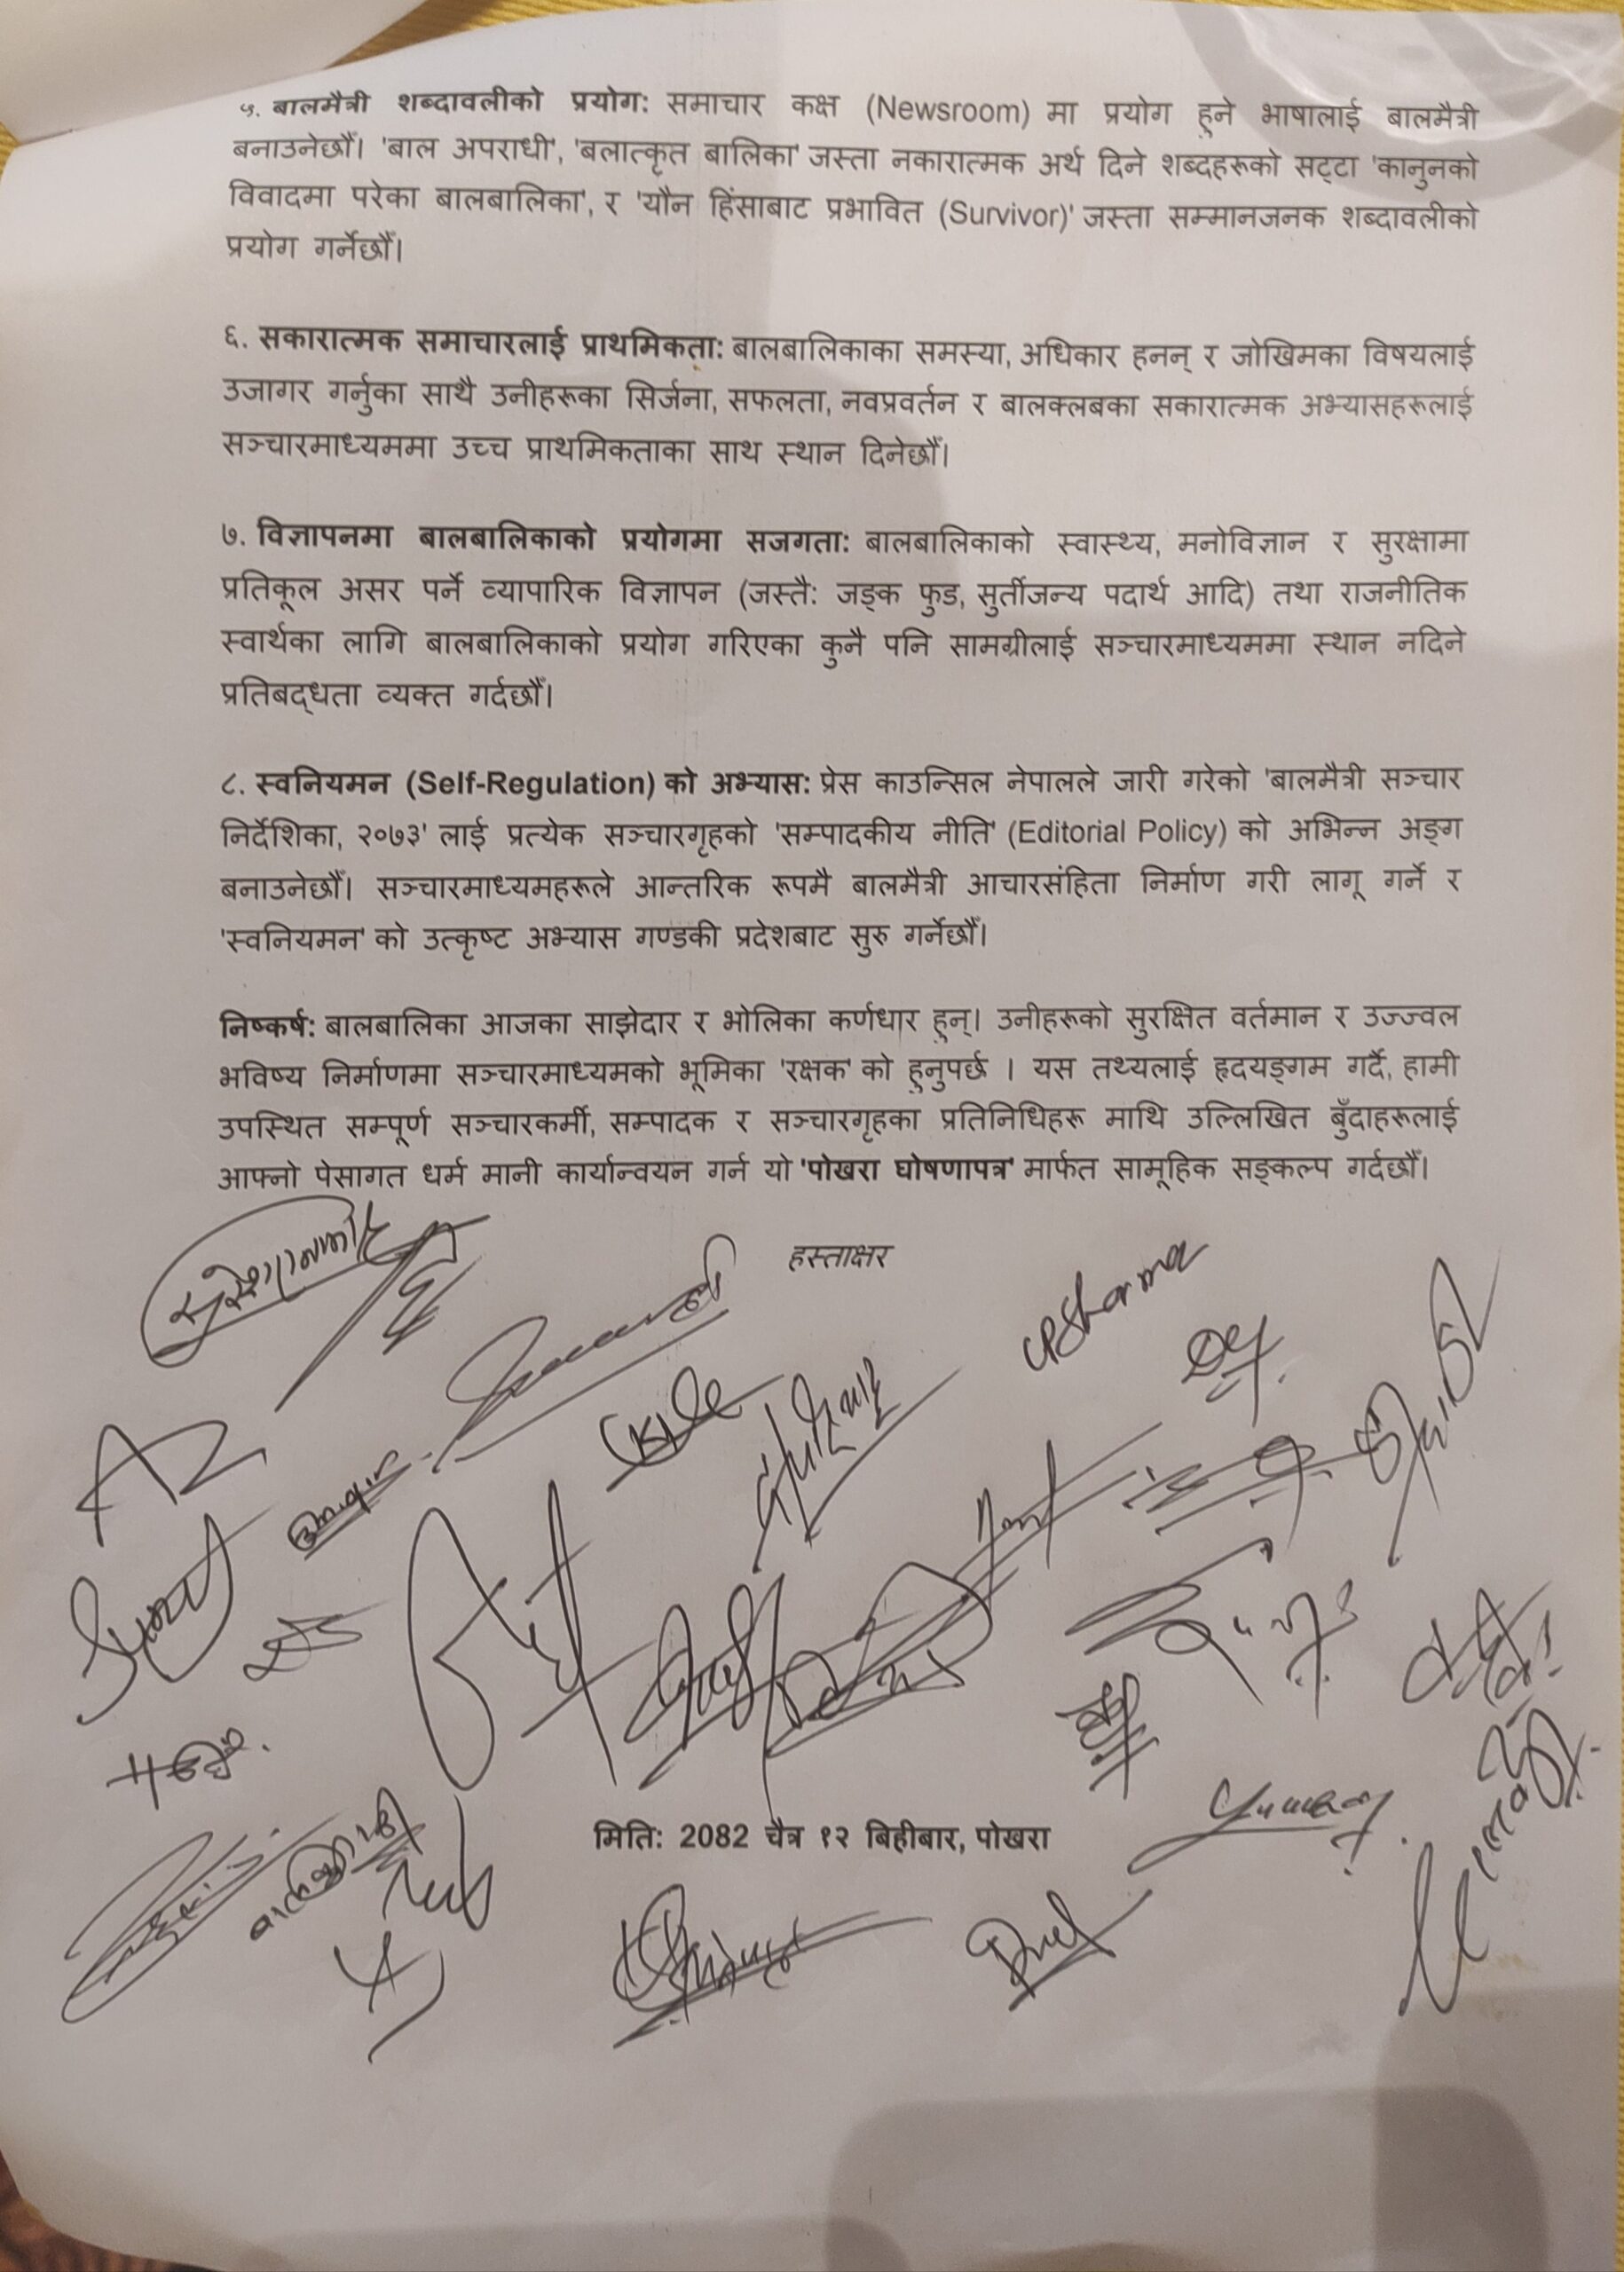 ५. बालमैत्री शब्दावलीको प्रयोग: समाचार कक्ष (Newsroom) मा प्रयोग हुने भाषालाई बालमैत्री
बनाउनेछौँ। 'बाल अपराधी', 'बलात्कृत बालिका' जस्ता नकारात्मक अर्थ दिने शब्दहरूको सट्टा 'कानुनको
विवादमा परेका बालबालिका', र 'यौन हिंसाबाट प्रभावित (Survivor)' जस्ता सम्मानजनक शब्दावलीको
प्रयोग गर्नेछौँ।
६. सकारात्मक समाचारलाई प्राथमिकता: बालबालिकाका समस्या, अधिकार हनन् र जोखिमका विषयलाई
उजागर गर्नुका साथै उनीहरूका सिर्जना, सफलता, नवप्रवर्तन र बालक्लबका सकारात्मक अभ्यासहरूलाई
सञ्चारमाध्यममा उच्च प्राथमिकताका साथ स्थान दिनेछौँ।
७. विज्ञापनमा बालबालिकाको प्रयोगमा सजगता: बालबालिकाको स्वास्थ्य, मनोविज्ञान र सुरक्षामा
प्रतिकूल असर पर्ने व्यापारिक विज्ञापन (जस्तै: जङ्क फुड, सुर्तीजन्य पदार्थ आदि) तथा राजनीतिक
स्वार्थका लागि बालबालिकाको प्रयोग गरिएका कुनै पनि सामग्रीलाई सञ्चारमाध्यममा स्थान नदिने
प्रतिबद्धता व्यक्त गर्दछौँ।
८. स्वनियमन (Self-Regulation) को अभ्यास: प्रेस काउन्सिल नेपालले जारी गरेको 'बालमैत्री सञ्चार
निर्देशिका, २०७३' लाई प्रत्येक सञ्चारगृहको 'सम्पादकीय नीति' (Editorial Policy) को अभिन्न अङ्ग
बनाउनेछौँ। सञ्चारमाध्यमहरूले आन्तरिक रूपमै बालमैत्री आचारसंहिता निर्माण गरी लागू गर्ने र
'स्वनियमन' को उत्कृष्ट अभ्यास गण्डकी प्रदेशबाट सुरु गर्नेछौँ।
निष्कर्ष: बालबालिका आजका साझेदार र भोलिका कर्णधार हुन्। उनीहरूको सुरक्षित वर्तमान र उज्ज्वल
भविष्य निर्माणमा सञ्चारमाध्यमको भूमिका 'रक्षक' को हुनुपर्छ । यस तथ्यलाई हृदयङ्गम गर्दै, हामी
उपस्थित सम्पूर्ण सञ्चारकर्मी, सम्पादक र सञ्चारगृहका प्रतिनिधिहरू माथि उल्लिखित बुँदाहरूलाई
आफ्नो पेसागत धर्म मानी कार्यान्वयन गर्न यो 'पोखरा घोषणापत्र' मार्फत सामूहिक सङ्कल्प गर्दछौँ।
हस्ताक्षर
मिति: 2082 चैत्र १२ बिहीबार, पोखरा